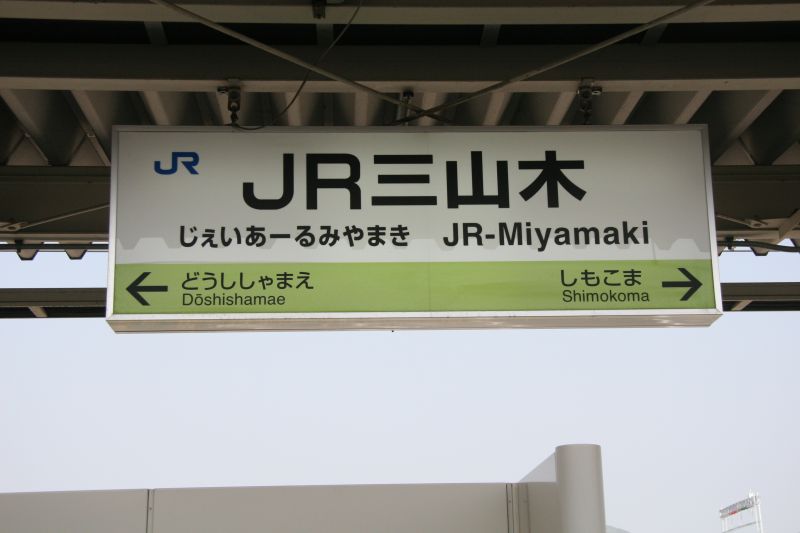 JR
JR三山木
じぇいあーるみやまき JR-Miyamaki
← どうししゃまえ
Dōshishamae
しもこま →
Shimokoma